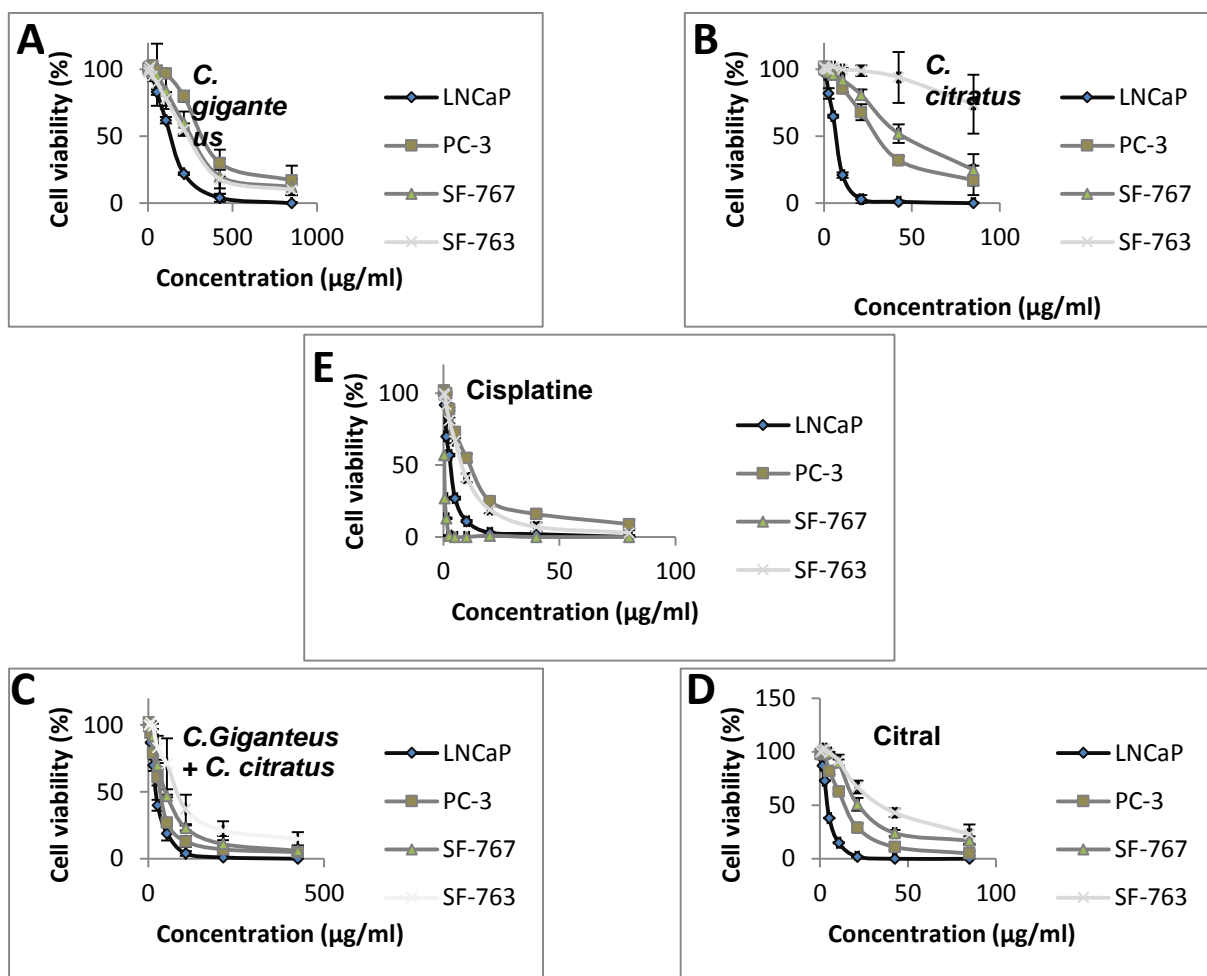 A
Cell viability (%)
100
50
0
C.
gigante
us
0 500 1000
Concentration (µg/ml)
LNCaP
PC-3
SF-767
SF-763
B
Cell viability (%)
100
50
0
C.
citratus
0 50 100
Concentration (µg/ml)
LNCaP
PC-3
SF-767
SF-763
E
Cell viability (%)
100
50
0
Cisplatine
0 50 100
Concentration (µg/ml)
LNCaP
PC-3
SF-767
SF-763
C
Cell viability (%)
100
50
0
C.Giganteus
+ C. citratus
0 500
Concentration (µg/ml)
LNCaP
PC-3
SF-767
SF-763
D
Cell viability (%)
150
100
50
0
Citral
0 50 100
Concentration (µg/ml)
LNCaP
PC-3
SF-767
SF-763